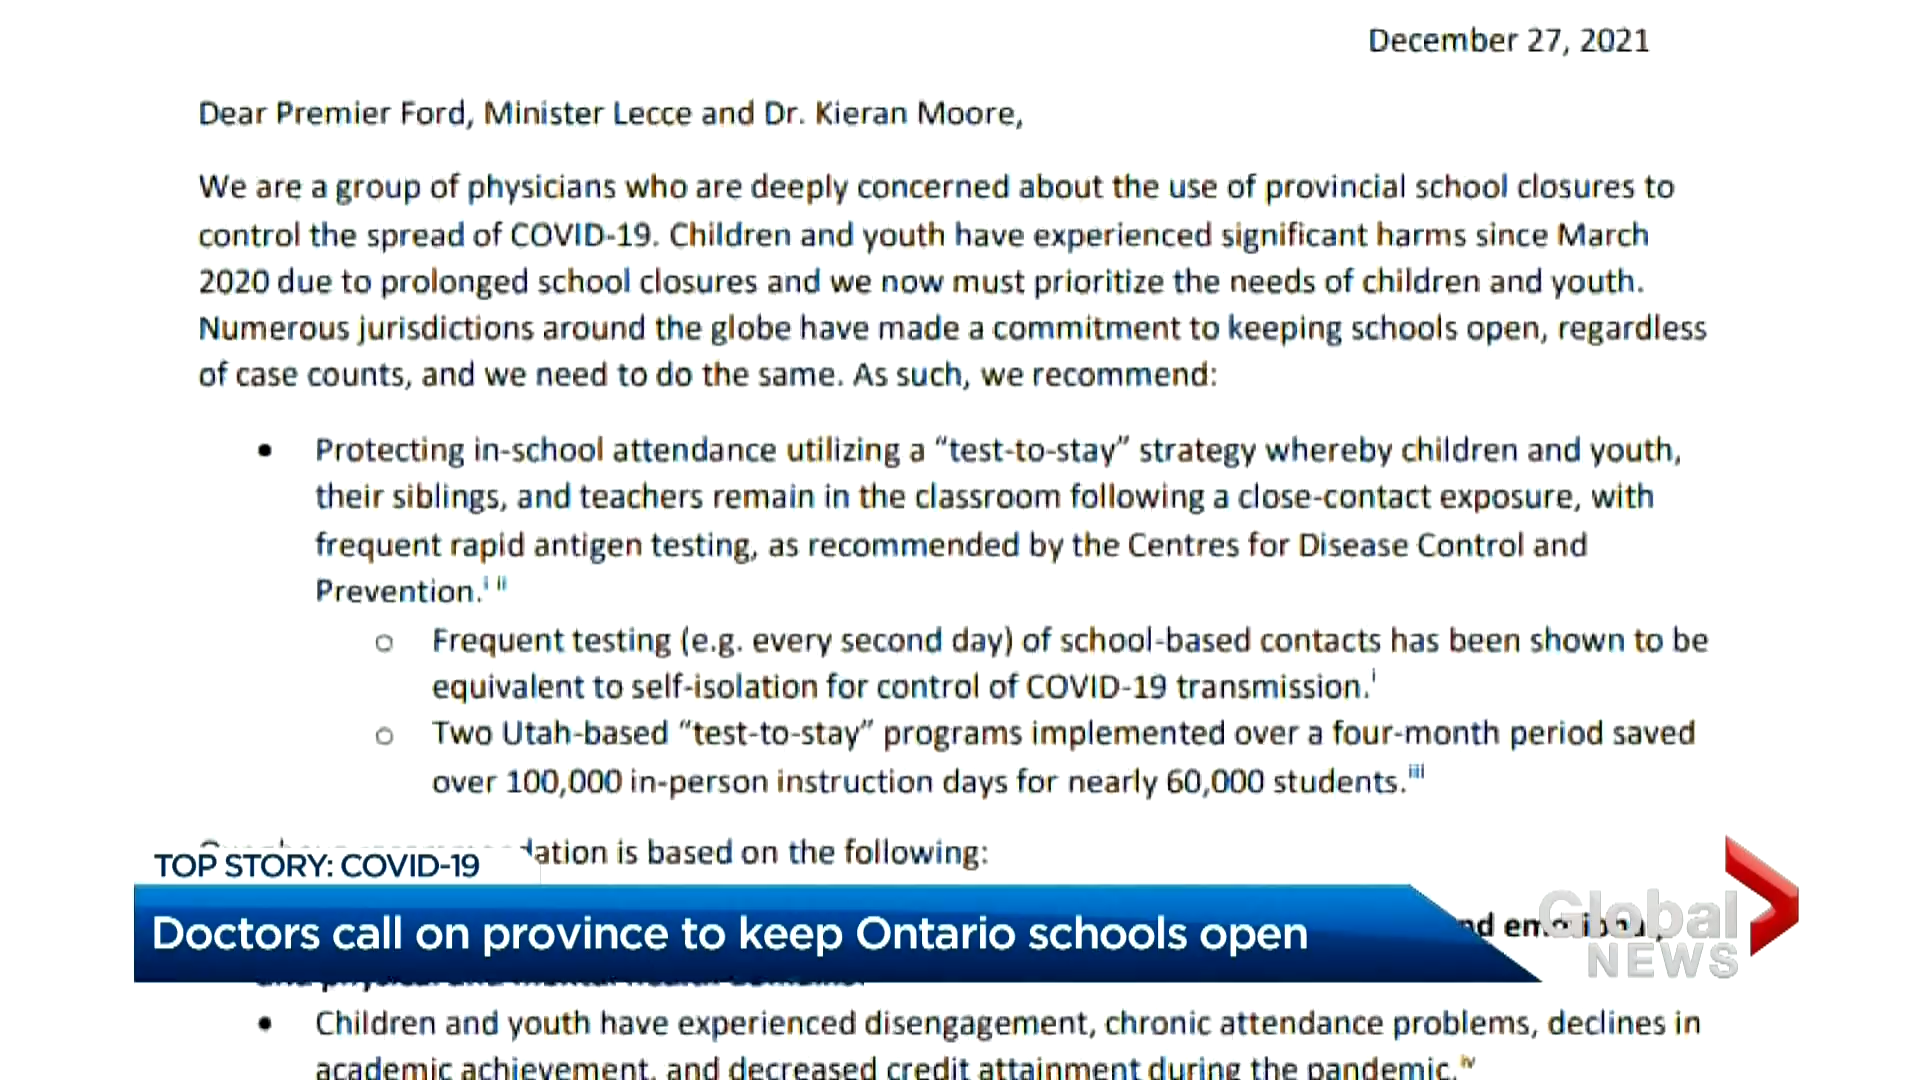 December 27, 2021
Dear Premier Ford, Minister Lecce and Dr. Kieran Moore,
We are a group of physicians who are deeply concerned about the use of provincial school closures to
control the spread of COVID-19. Children and youth have experienced significant harms since March
2020 due to prolonged school closures and we now must prioritize the needs of children and youth.
Numerous jurisdictions around the globe have made a commitment to keeping schools open, regardless
of case counts, and we need to do the same. As such, we recommend:
• Protecting in-school attendance utilizing a “test-to-stay” strategy whereby children and youth,
their siblings, and teachers remain in the classroom following a close-contact exposure, with
frequent rapid antigen testing, as recommended by the Centres for Disease Control and
Prevention.i ii
o Frequent testing (e.g. every second day) of school-based contacts has been shown to be
equivalent to self-isolation for control of COVID-19 transmission.i
o Two Utah-based “test-to-stay” programs implemented over a four-month period saved
over 100,000 in-person instruction days for nearly 60,000 students.iii
is based on the following:
TOP STORY: COVID-19
Doctors call on province to keep Ontario schools open
Global
NEWS
• Children and youth have experienced disengagement, chronic attendance problems, declines in
academic achievement, and decreased credit attainment during the pandemic.iv